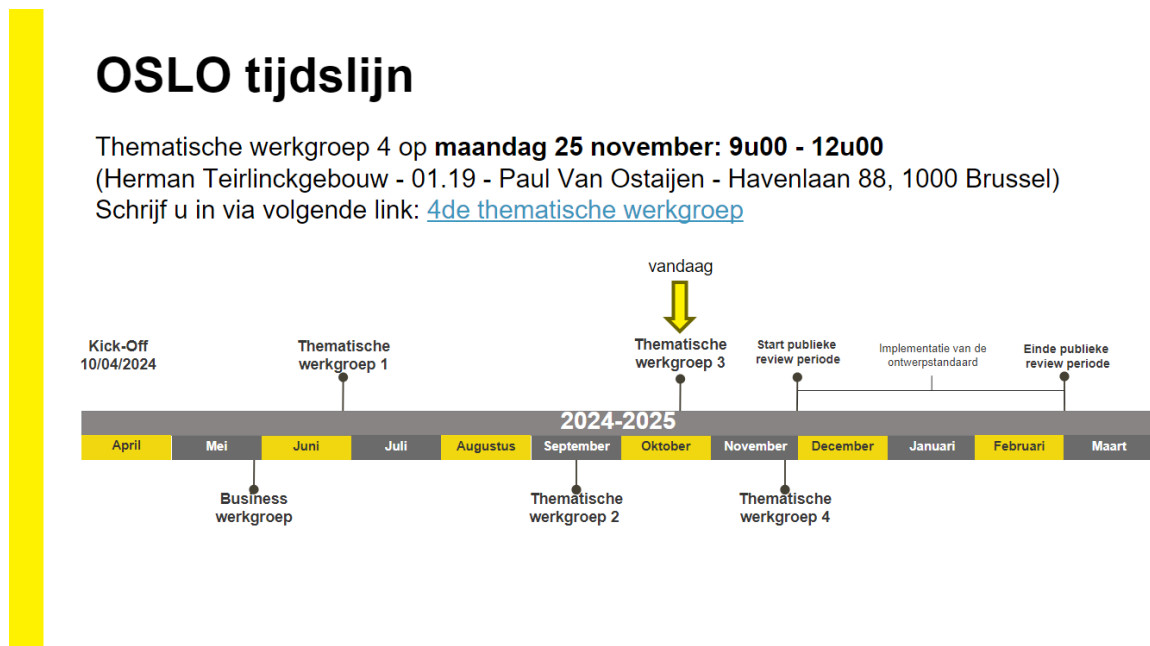 OSLO tijdslijn
Thematische werkgroep 4 op maandag 25 november: 9u00 - 12u00
(Herman Teirlinckgebouw - 01.19 - Paul Van Ostaijen - Havenlaan 88, 1000 Brussel)
Schrijf u in via volgende link: 4de thematische werkgroep
vandaag
Kick-Off
10/04/2024
Thematische
werkgroep 1
Thematische
werkgroep 3
Start publieke
review periode
Implementatie van de
ontwerpstandaard
Einde publieke
review periode
2024-2025
April Mei Juni Juli Augustus September Oktober November December Januari Februari Maart
Business
werkgroep
Thematische
werkgroep 2
Thematische
werkgroep 4